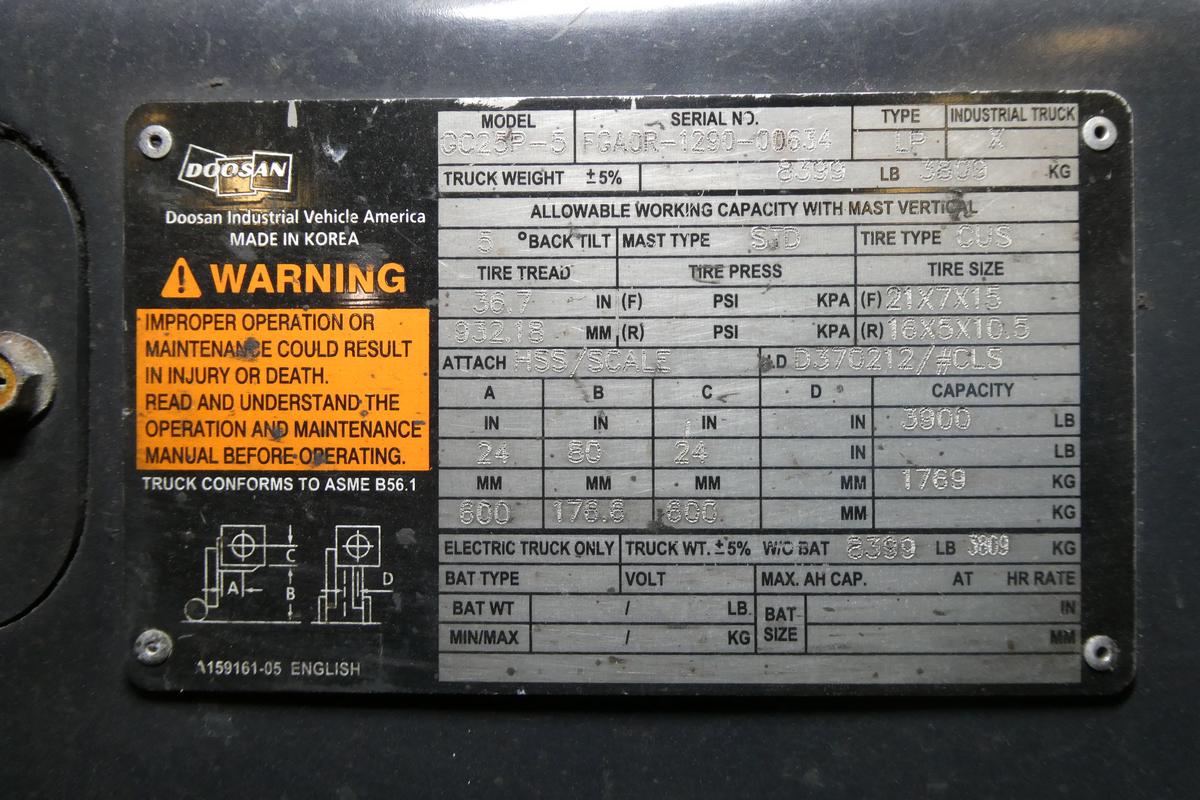 DOOSAN
Doosan Industrial Vehicle America
MADE IN KOREA
WARNING
IMPROPER OPERATION OR
MAINTENANCE COULD RESULT
IN INJURY OR DEATH.
READ AND UNDERSTAND THE
OPERATION AND MAINTENANCE
MANUAL BEFORE OPERATING.
TRUCK CONFORMS TO ASME B56.1
C
A
B
D
A159161-05 ENGLISH
MODEL SERIAL NO. TYPE INDUSTRIAL TRUCK
GC25P-5 FGA0R-1290-00634 LP X
TRUCK WEIGHT ±5% 8399 LB 3809 KG
ALLOWABLE WORKING CAPACITY WITH MAST VERTICAL
5 °BACK TILT MAST TYPE STD TIRE TYPE CUS
TIRE TREAD TIRE PRESS TIRE SIZE
36.7 IN (F) PSI KPA (F) 21X7X15
932.18 MM (R) PSI KPA (R) 16X5X10.5
ATTACH HSS/SCALE LD D370212/#CLS
A B C D CAPACITY
IN IN IN IN 3900 LB
24 80 24 IN LB
MM MM MM MM 1769 KG
600 600 MM KG
ELECTRIC TRUCK ONLY TRUCK WT. ±5% W/O BAT 8399 LB 3809 KG
BAT TYPE VOLT MAX. AH CAP. AT HR RATE
BAT WT / LB BAT SIZE IN
MIN/MAX / KG MM